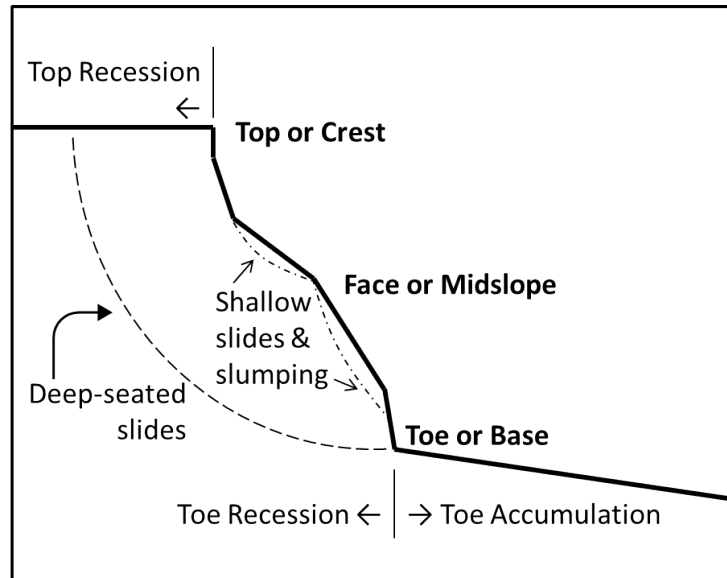 Top Recession
←
Top or Crest
Face or Midslope
Shallow
slides &
slumping
Deep-seated
slides
Toe or Base
Toe Recession ← → Toe Accumulation